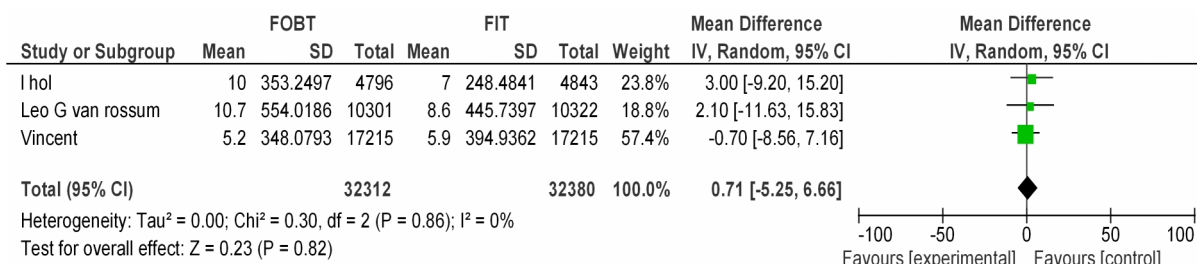 FOBT FIT Mean Difference Mean Difference
Study or Subgroup Mean SD Total Mean SD Total Weight IV, Random, 95% CI IV, Random, 95% CI
I hol 10 353.2497 4796 7 248.4841 4843 23.8% 3.00 [-9.20, 15.20]
Leo G van rossum 10.7 554.0186 10301 8.6 445.7397 10322 18.8% 2.10 [-11.63, 15.83]
Vincent 5.2 348.0793 17215 5.9 394.9362 17215 57.4% -0.70 [-8.56, 7.16]
Total (95% CI) 32312 32380 100.0% 0.71 [-5.25, 6.66]
Heterogeneity: Tau² = 0.00; Chi² = 0.30, df = 2 (P = 0.86); I² = 0%
Test for overall effect: Z = 0.23 (P = 0.82)
-100 -50 0 50 100
Favours [experimental] Favours [control]